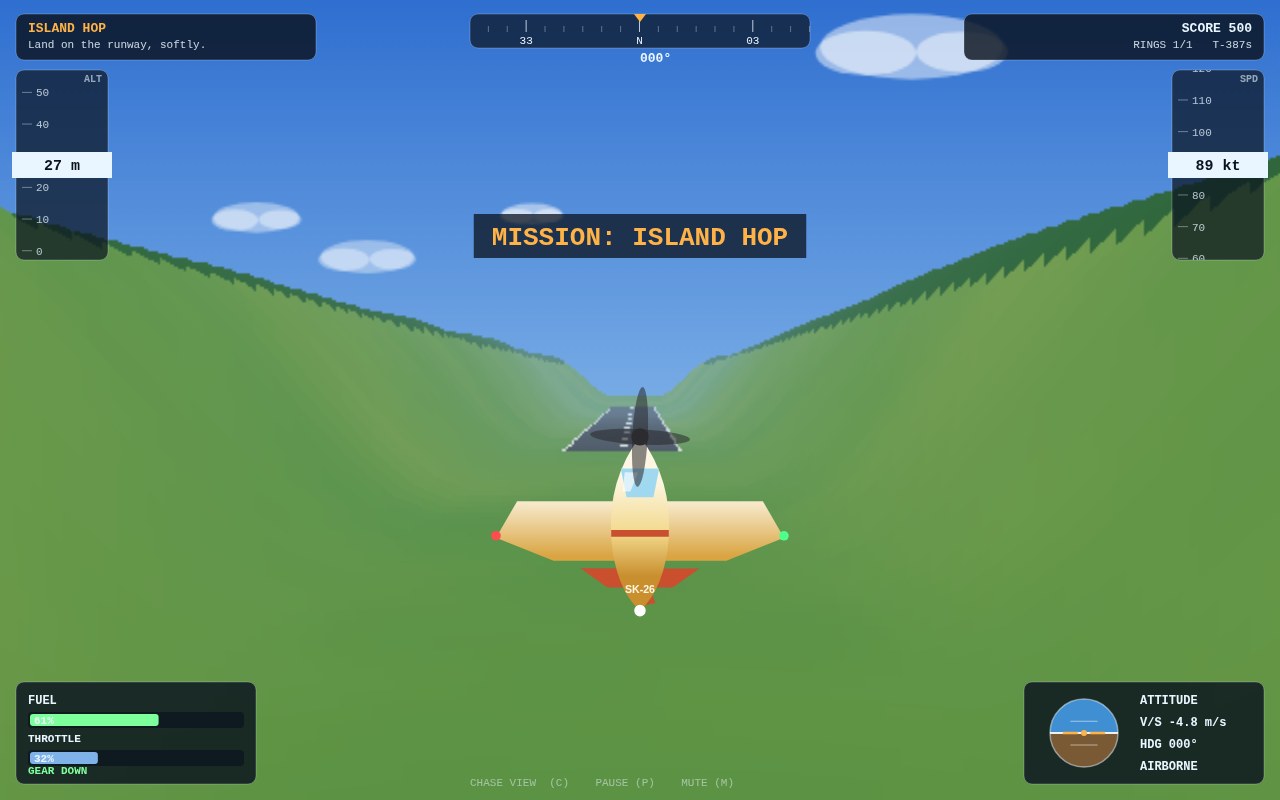 ISLAND HOP
Land on the runway, softly.
33 N 03
000°
SCORE 500
RINGS 1/1 T-387s
ALT
50
40
27 m
20
10
0
120
SPD
110
100
89 kt
80
70
60
MISSION: ISLAND HOP
SK-26
FUEL
61%
THROTTLE
32%
GEAR DOWN
CHASE VIEW (C) PAUSE (P) MUTE (M)
ATTITUDE
V/S -4.8 m/s
HDG 000°
AIRBORNE